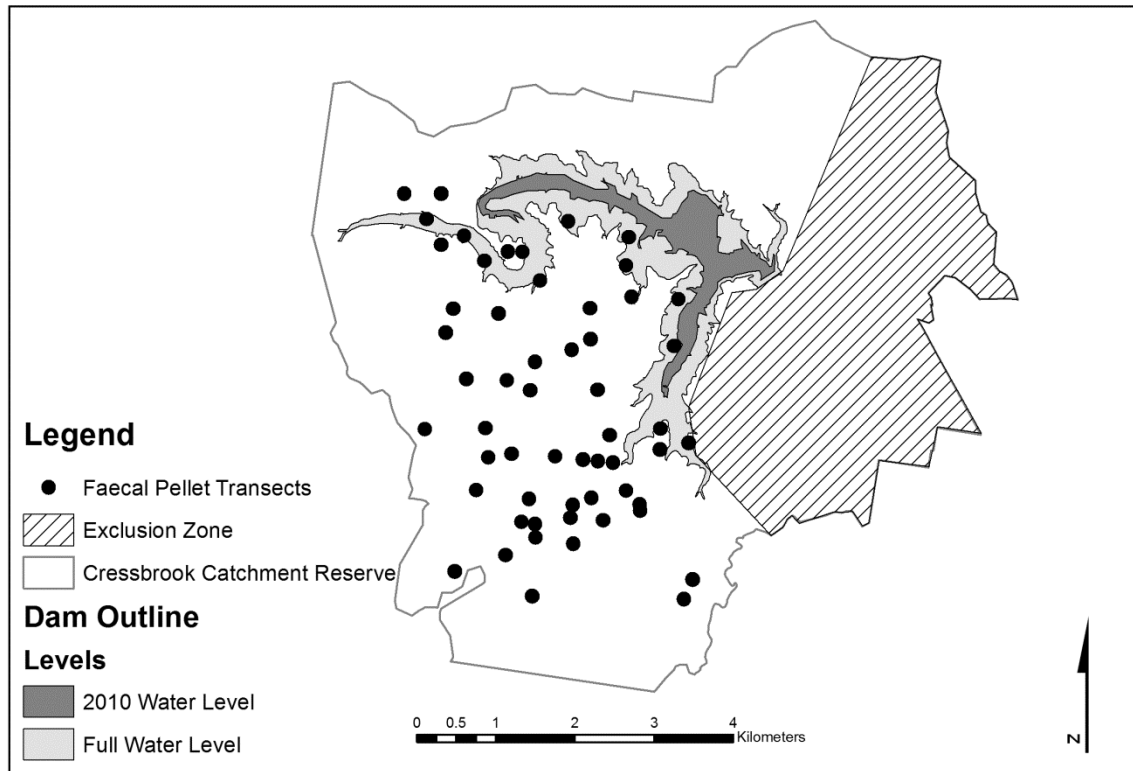 Legend
Faecal Pellet Transects
Exclusion Zone
Cressbrook Catchment Reserve
Dam Outline
Levels
2010 Water Level
Full Water Level
0 0.5 1 2 3 4
Kilometers
N